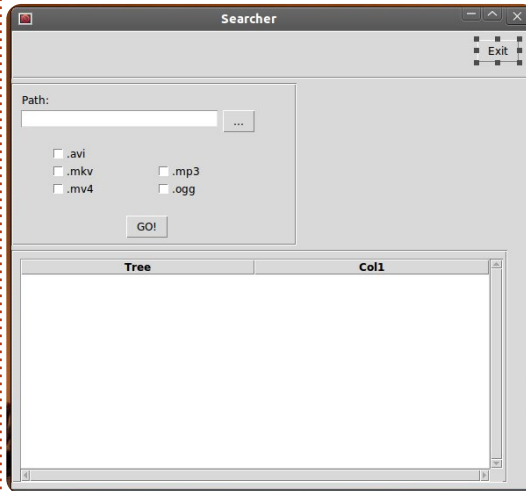 Searcher
Exit
Path:
...
.avi
.mkv .mp3
.mv4 .ogg
GO!
Tree Col1